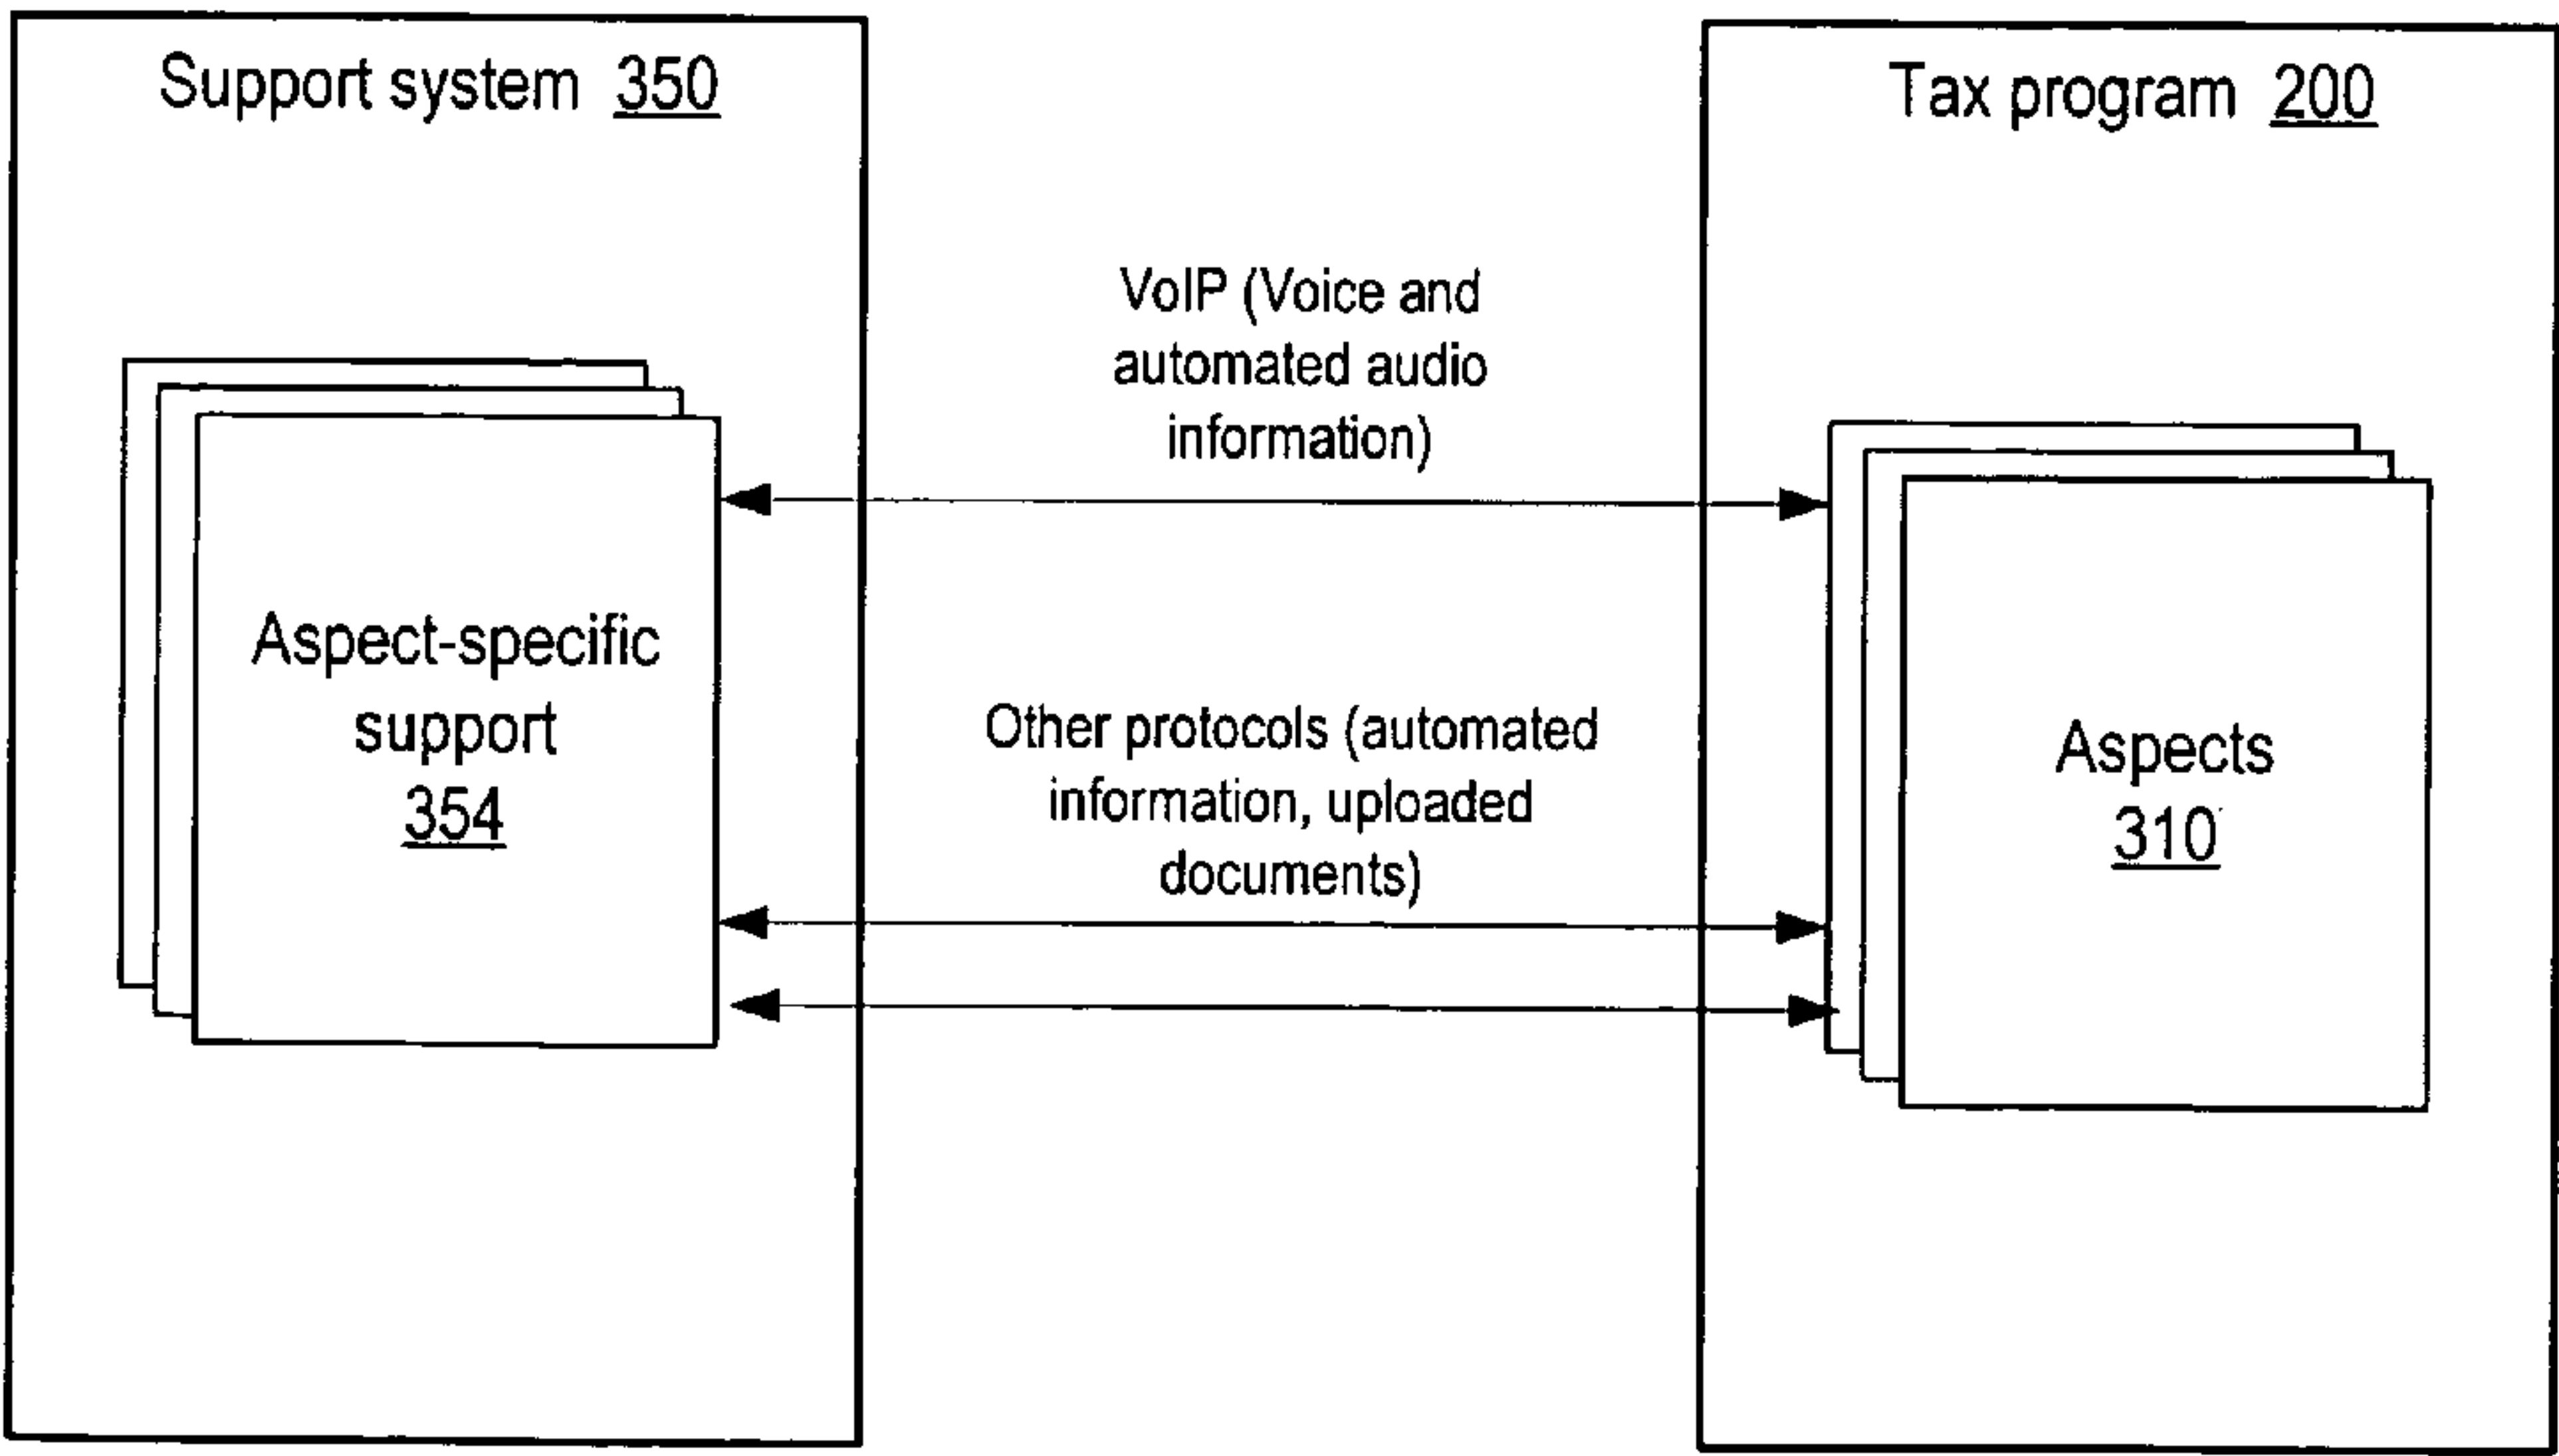 Support system 350
Tax program 200
VoIP (Voice and
automated audio
information)
Aspect-specific
support
354
Other protocols (automated
information, uploaded
documents)
Aspects
310